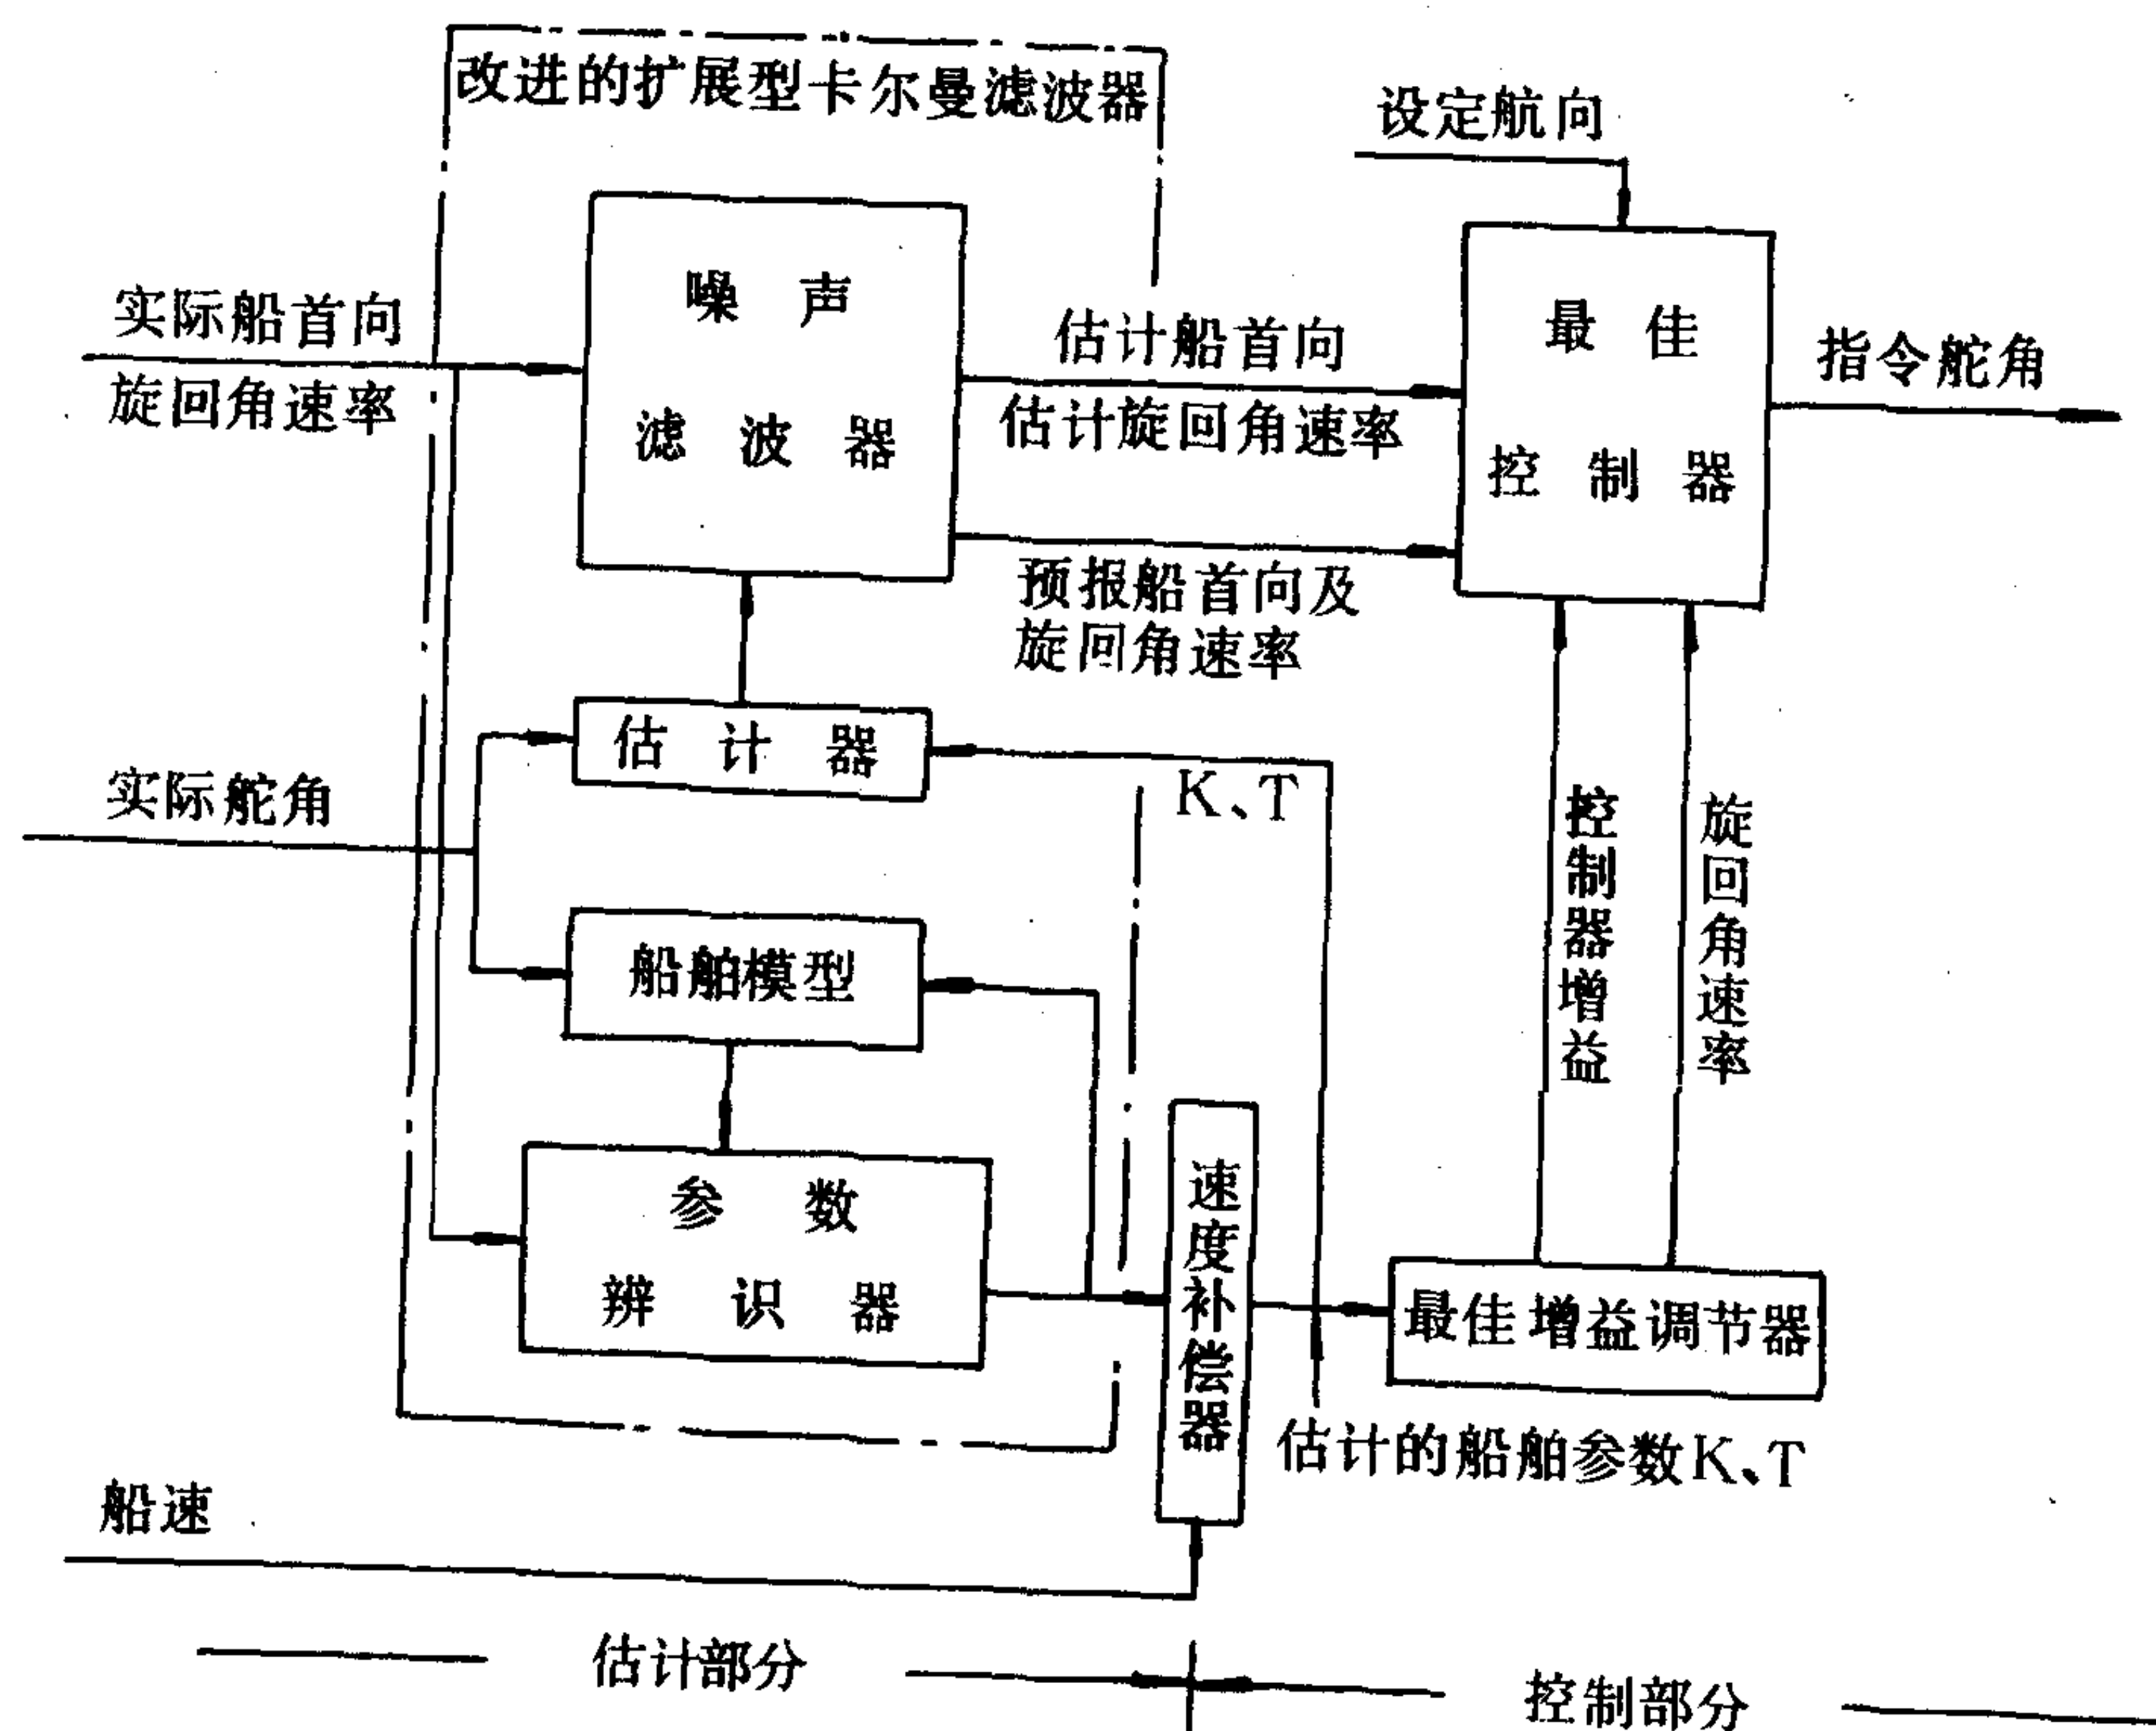 改进的扩展型卡尔曼滤波器
设定航向
噪声
滤波器
最佳
控制器
实际船首向
旋回角速率
估计船首向
估计旋回角速率
指令舵角
预报船首向及
旋回角速率
估计器
K、T
实际舵角
控制器增益
旋回角速率
船舶模型
参数
辨识器
速度补偿器
最佳增益调节器
估计的船舶参数K、T
船速
估计部分
控制部分